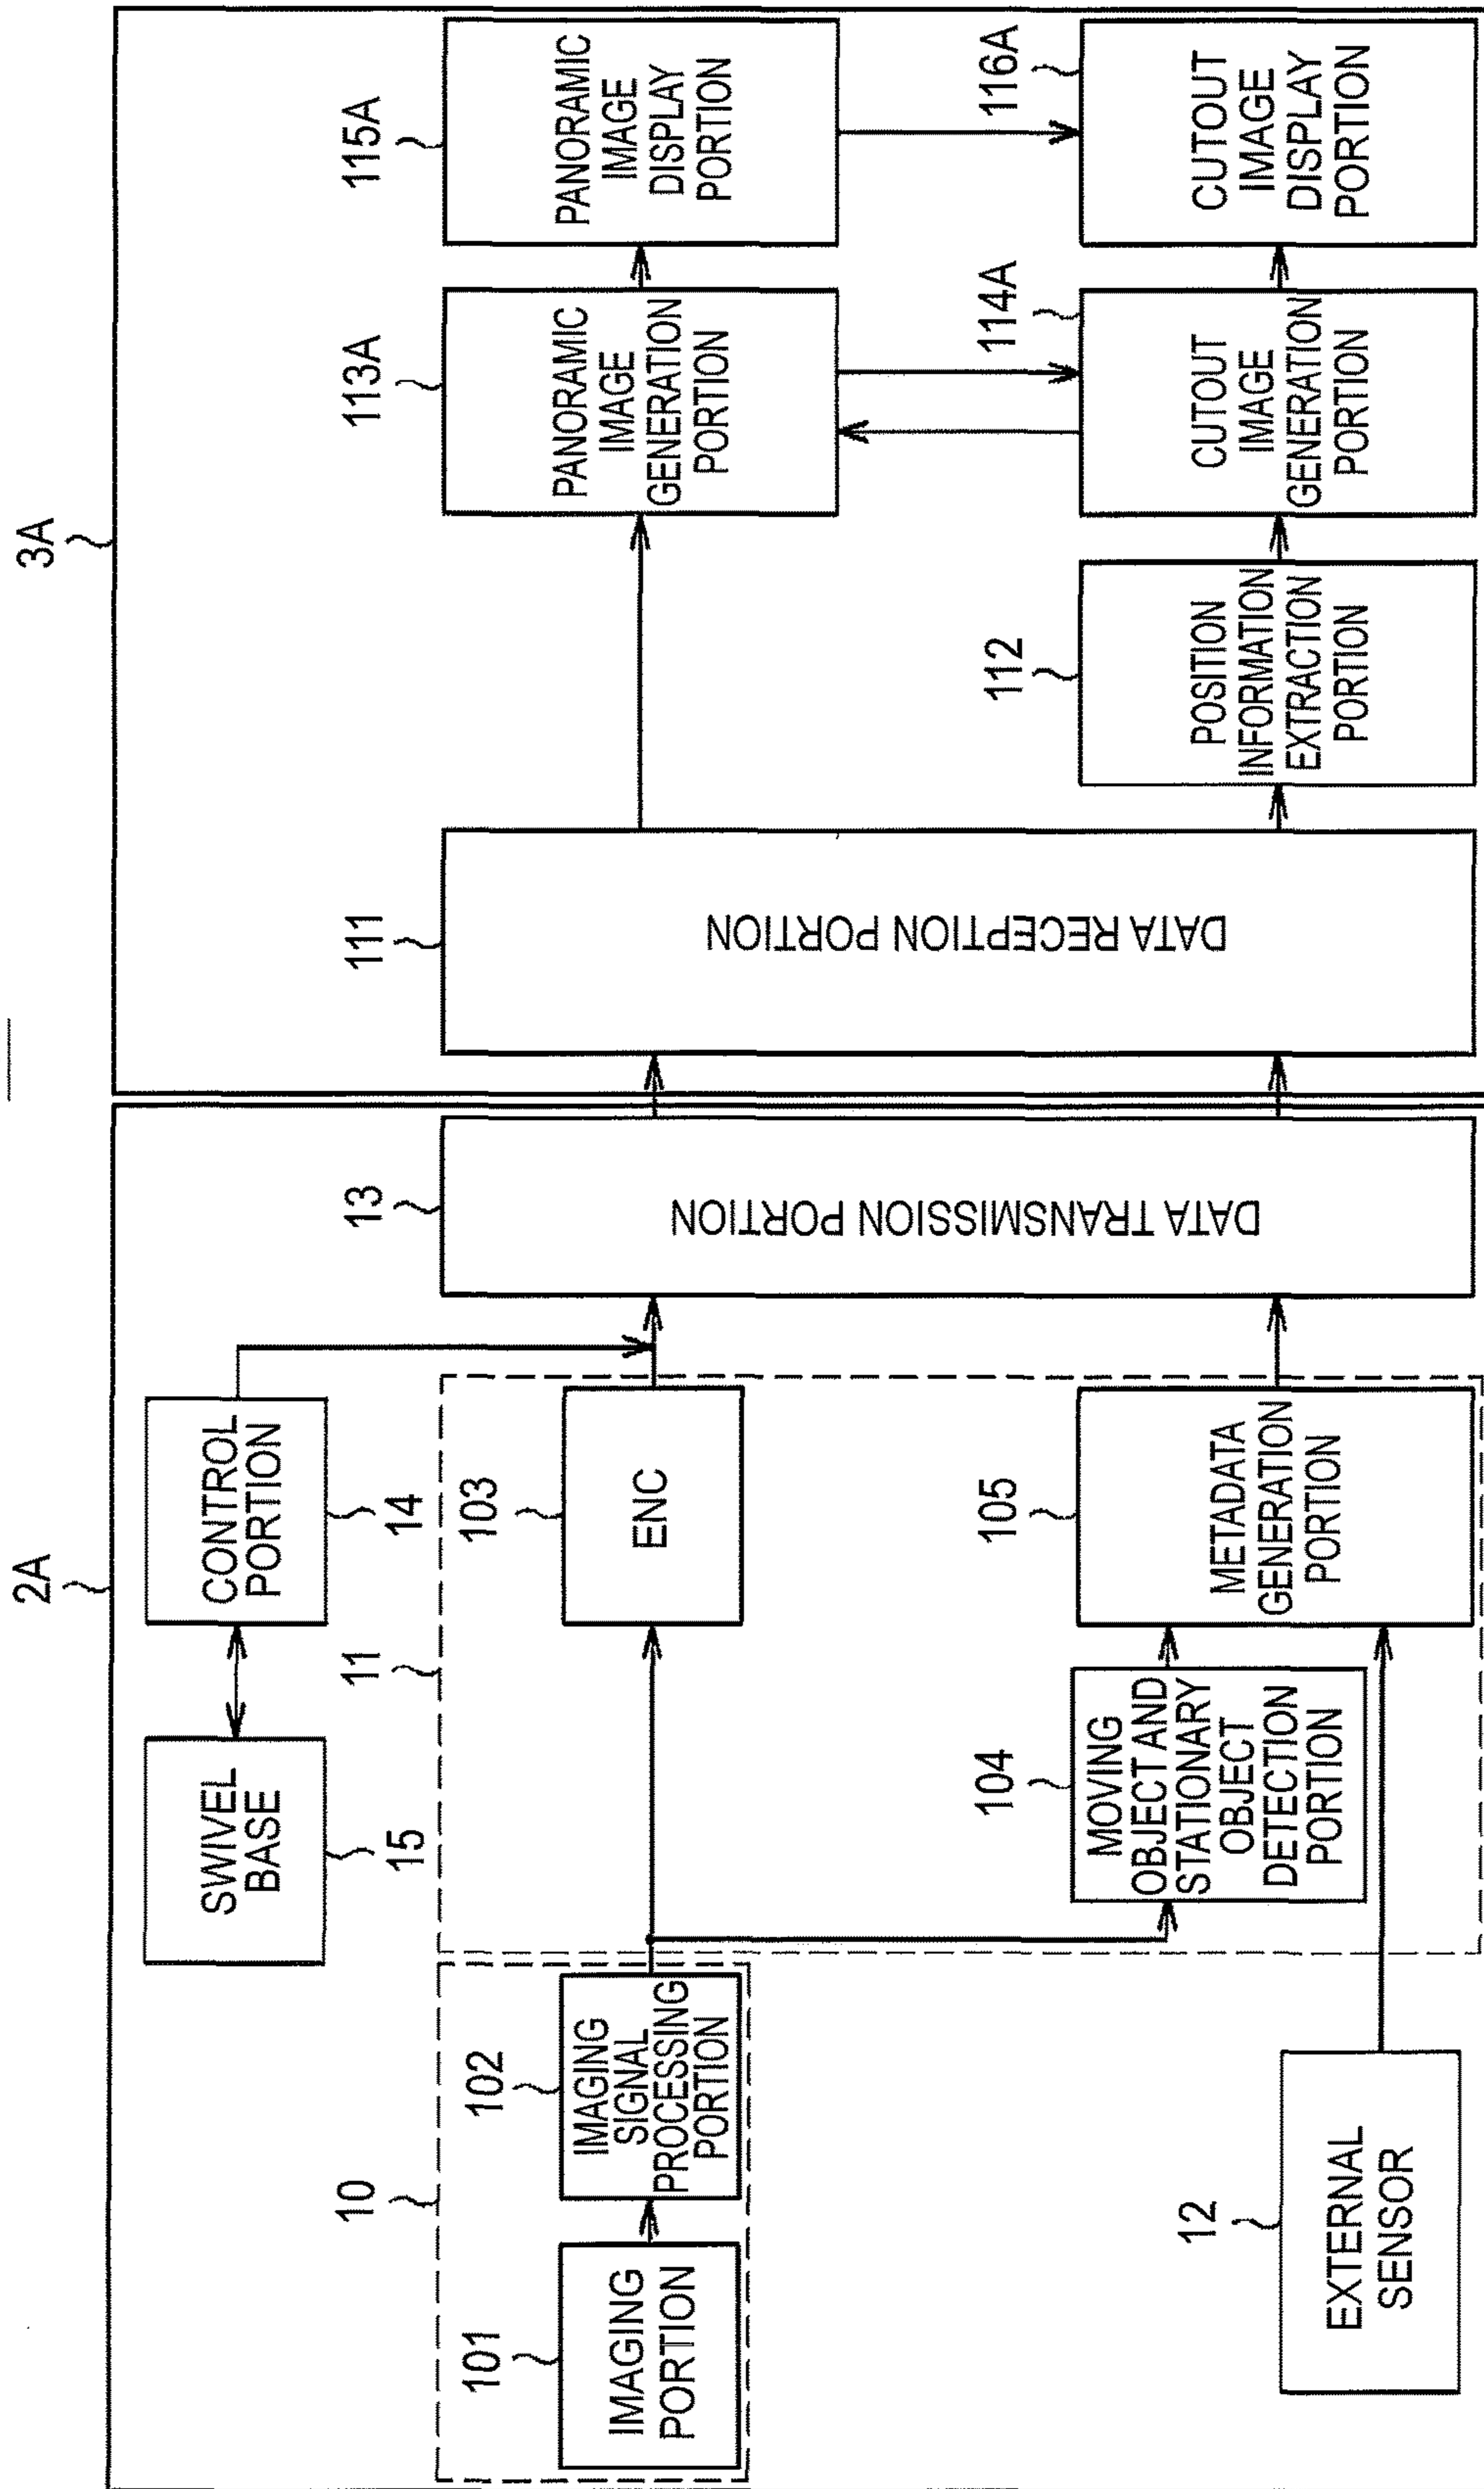 2A
3A
SWIVEL
BASE
15
CONTROL
PORTION
14
10
101
IMAGING
PORTION
102
IMAGING
SIGNAL
PROCESSING
PORTION
11
103
ENC
104
MOVING
OBJECT AND
STATIONARY
OBJECT
DETECTION
PORTION
105
METADATA
GENERATION
PORTION
12
EXTERNAL
SENSOR
13
DATA TRANSMISSION PORTION
111
DATA RECEPTION PORTION
112
POSITION
INFORMATION
EXTRACTION
PORTION
113A
PANORAMIC
IMAGE
GENERATION
PORTION
114A
CUTOUT
IMAGE
GENERATION
PORTION
115A
PANORAMIC
IMAGE
DISPLAY
PORTION
116A
CUTOUT
IMAGE
DISPLAY
PORTION